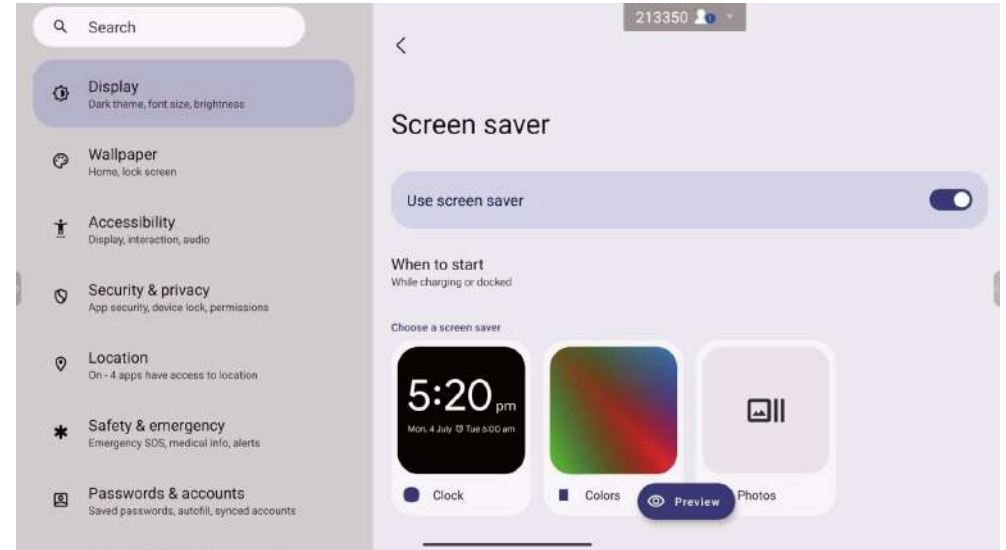 213350
Search
Display
Dark theme, font size, brightness
Wallpaper
Home, lock screen
Accessibility
Display, interaction, audio
Security & privacy
App security, device lock, permissions
Location
On - 4 apps have access to location
Safety & emergency
Emergency SOS, medical info, alerts
Passwords & accounts
Saved passwords, autofill, synced accounts
Screen saver
Use screen saver
When to start
While charging or docked
Choose a screen saver
5:20 pm
Mon, 4 July Tue 6:00 am
Clock
Colors
Preview
Photos